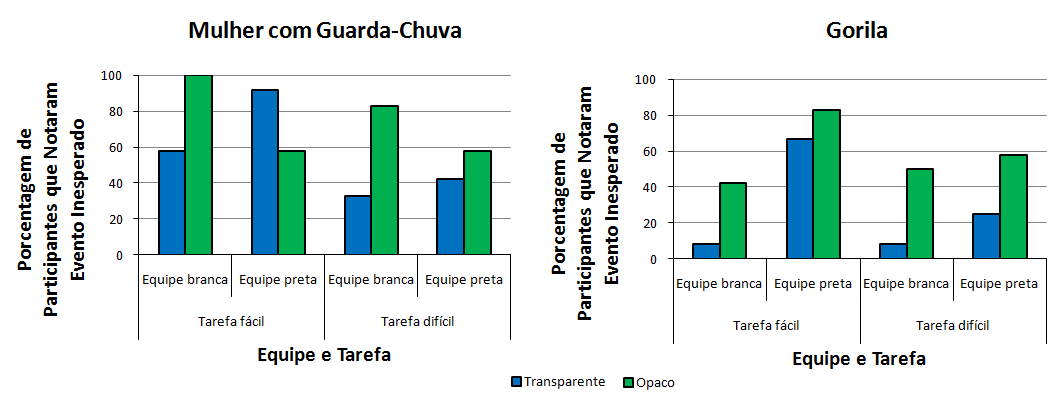 Mulher com Guarda-Chuva
Porcentagem de
Participantes que Notaram
Evento Inesperado
100
80
60
40
20
0
Equipe branca
Equipe preta
Equipe branca
Equipe preta
Tarefa fácil
Tarefa difícil
Equipe e Tarefa
Gorila
Porcentagem de
Participantes que Notaram
Evento Inesperado
100
80
60
40
20
0
Equipe branca
Equipe preta
Equipe branca
Equipe preta
Tarefa fácil
Tarefa difícil
Equipe e Tarefa
Transparente
Opaco